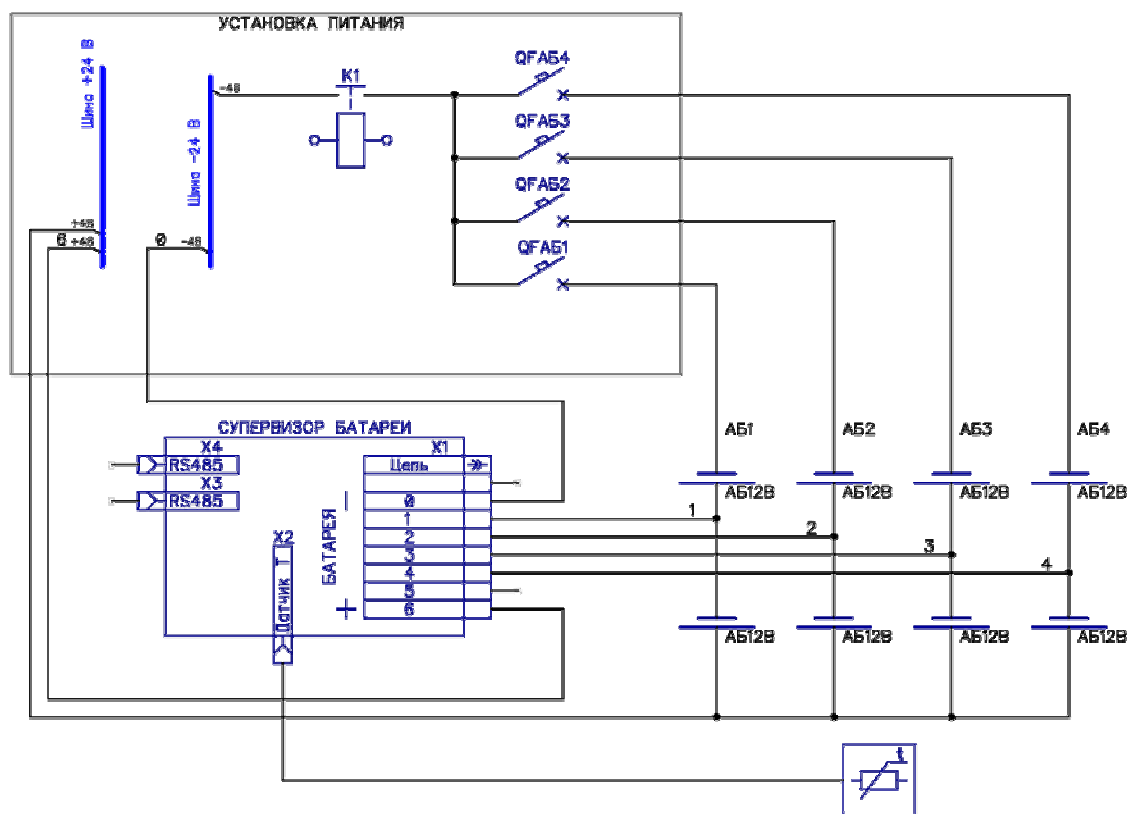 УСТАНОВКА ПИТАНИЯ
Шина +24 В
Шина -24 В
-48
К1
QFАБ4
QFАБ3
QFАБ2
QFАБ1
+48
6 +48
0 -48
СУПЕРВИЗОР БАТАРЕИ
X4
RS485
X3
RS485
X2
Датчик Т
X1
Цепь
БАТАРЕЯ
–
+
0
1
2
3
4
5
6
АБ1
АБ2
АБ3
АБ4
АБ12В
АБ12В
АБ12В
АБ12В
1
2
3
4
АБ12В
АБ12В
АБ12В
АБ12В
t